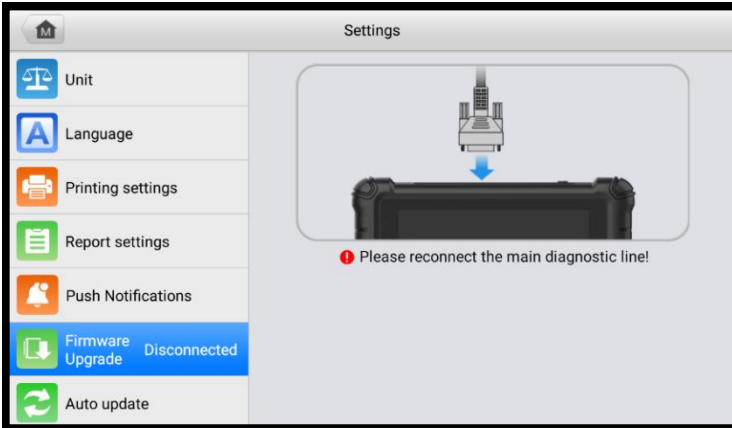 M
Settings
Unit
A Language
Printing settings
Report settings
Push Notifications
Firmware
Upgrade
Disconnected
Auto update
Please reconnect the main diagnostic line!